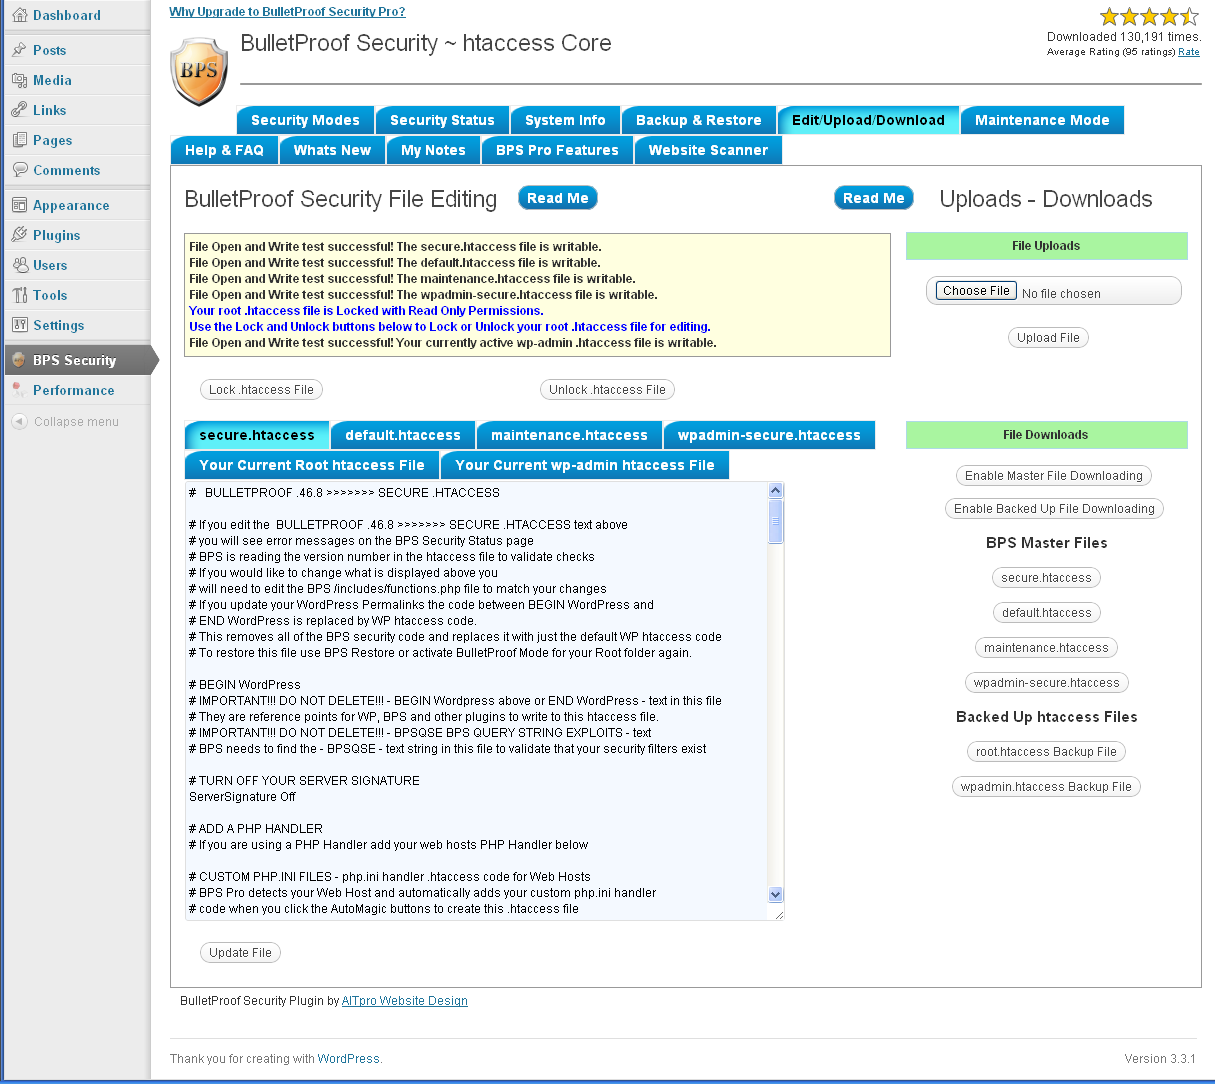 Dashboard
Posts
Media
Links
Pages
Comments
Appearance
Plugins
Users
Tools
Settings
BPS Security
Performance
Collapse menu
Why Upgrade to BulletProof Security Pro?
BPS
BulletProof Security ~ htaccess Core
Downloaded 130,191 times.
Average Rating (95 ratings) Rate
Security Modes Security Status System Info Backup & Restore Edit/Upload/Download Maintenance Mode
Help & FAQ Whats New My Notes BPS Pro Features Website Scanner
BulletProof Security File Editing Read Me
Read Me Uploads - Downloads
File Open and Write test successful! The secure.htaccess file is writable.
File Open and Write test successful! The default.htaccess file is writable.
File Open and Write test successful! The maintenance.htaccess file is writable.
File Open and Write test successful! The wpadmin-secure.htaccess file is writable.
Your root .htaccess file is Locked with Read Only Permissions.
Use the Lock and Unlock buttons below to Lock or Unlock your root .htaccess file for editing.
File Open and Write test successful! Your currently active wp-admin .htaccess file is writable.
Lock .htaccess File Unlock .htaccess File
secure.htaccess default.htaccess maintenance.htaccess wpadmin-secure.htaccess
Your Current Root htaccess File Your Current wp-admin htaccess File
# BULLETPROOF .46.8 >>>>>>> SECURE .HTACCESS
# If you edit the BULLETPROOF .46.8 >>>>>>> SECURE .HTACCESS text above
# you will see error messages on the BPS Security Status page
# BPS is reading the version number in the htaccess file to validate checks
# If you would like to change what is displayed above you
# will need to edit the BPS /includes/functions.php file to match your changes
# If you update your WordPress Permalinks the code between BEGIN WordPress and
# END WordPress is replaced by WP htaccess code.
# This removes all of the BPS security code and replaces it with just the default WP htaccess code
# To restore this file use BPS Restore or activate BulletProof Mode for your Root folder again.
# BEGIN WordPress
# IMPORTANT!!! DO NOT DELETE!!! - BEGIN Wordpress above or END WordPress - text in this file
# They are reference points for WP, BPS and other plugins to write to this htaccess file.
# IMPORTANT!!! DO NOT DELETE!!! - BPSQSE BPS QUERY STRING EXPLOITS - text
# BPS needs to find the - BPSQSE - text string in this file to validate that your security filters exist
# TURN OFF YOUR SERVER SIGNATURE
ServerSignature Off
# ADD A PHP HANDLER
# If you are using a PHP Handler add your web hosts PHP Handler below
# CUSTOM PHP.INI FILES - php.ini handler .htaccess code for Web Hosts
# BPS Pro detects your Web Host and automatically adds your custom php.ini handler
# code when you click the AutoMagic buttons to create this .htaccess file
Update File
File Uploads
Choose File No file chosen
Upload File
File Downloads
Enable Master File Downloading
Enable Backed Up File Downloading
BPS Master Files
secure.htaccess
default.htaccess
maintenance.htaccess
wpadmin-secure.htaccess
Backed Up htaccess Files
root.htaccess Backup File
wpadmin.htaccess Backup File
BulletProof Security Plugin by AITpro Website Design
Thank you for creating with WordPress.
Version 3.3.1